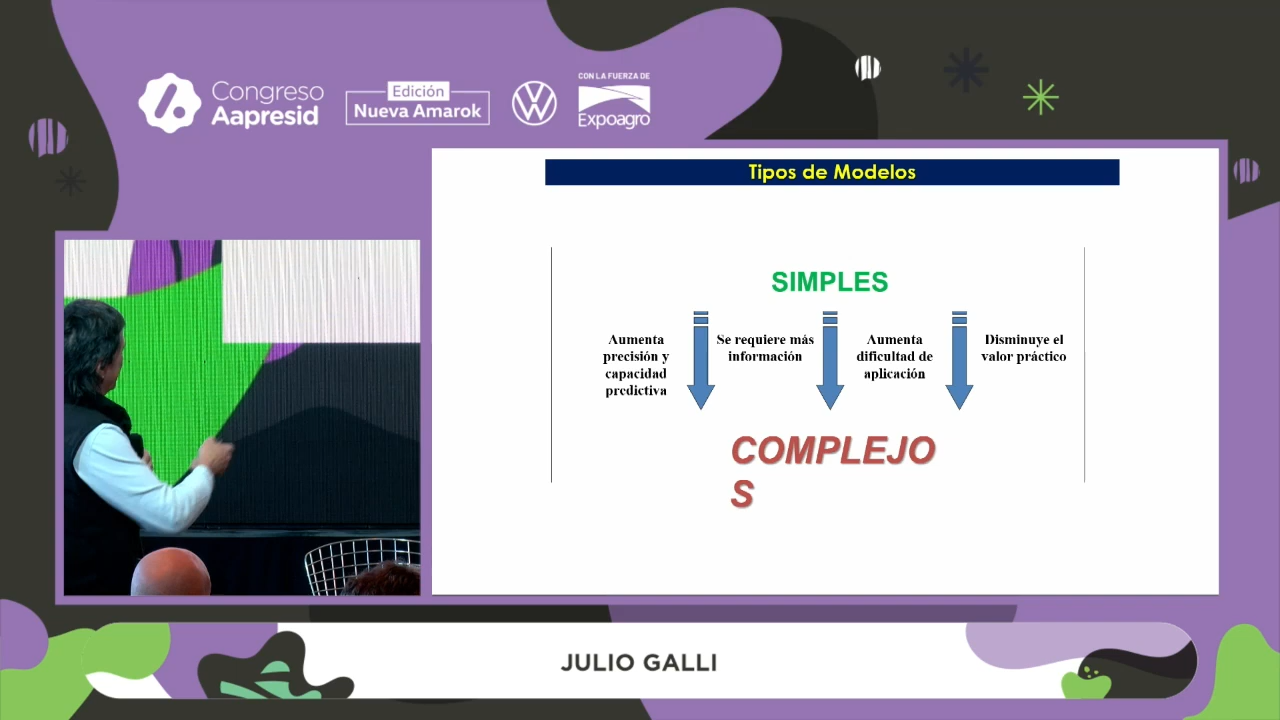 Congreso
Aapresid
Edición
Nueva Amarok
CON LA FUERZA DE
Expoagro
Tipos de Modelos
SIMPLES
Aumenta
precisión y
capacidad
predictiva
Se requiere más
información
Aumenta
dificultad de
aplicación
Disminuye el
valor práctico
COMPLEJO
S
JULIO GALLI